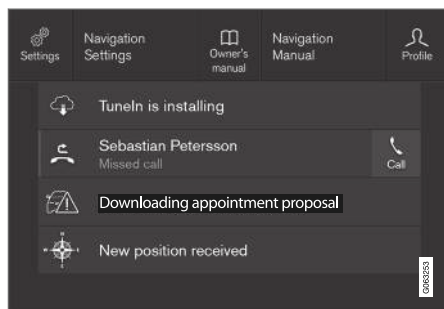 Settings
Navigation
Settings
Owner's
manual
Navigation
Manual
Profile
TuneIn is installing
Sebastian Petersson
Missed call
Call
Downloading appointment proposal
New position received
G063253